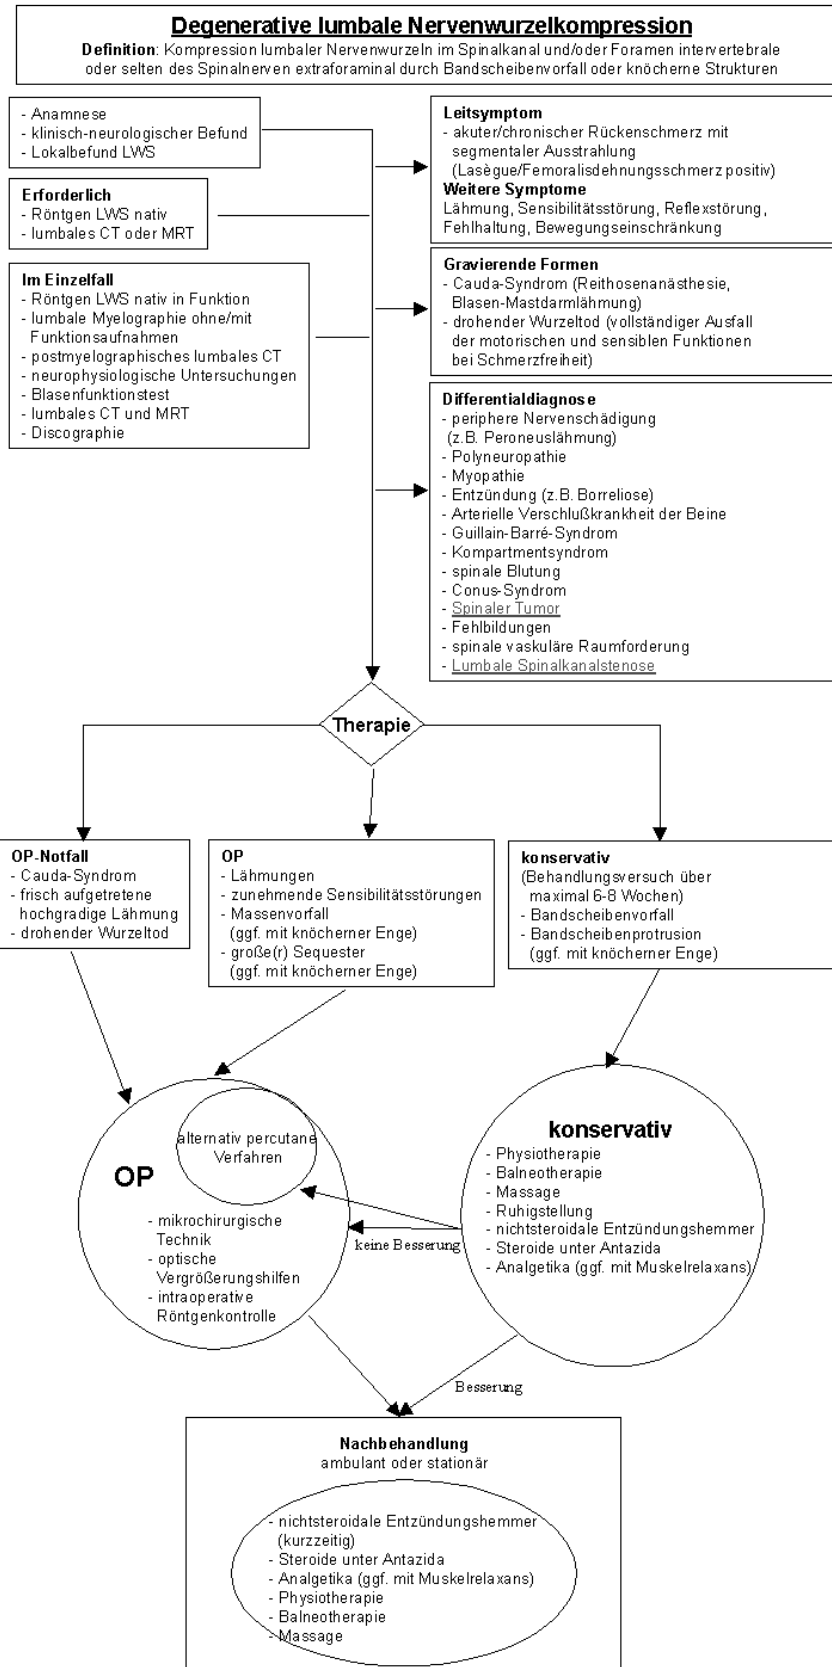 Degenerative lumbale Nervenwurzelkompression
Definition: Kompression lumbaler Nervenwurzeln im Spinalkanal und/oder Foramen intervertebrale
oder selten des Spinalnerven extraforaminal durch Bandscheibenvorfall oder knöcherne Strukturen
- Anamnese
- klinisch-neurologischer Befund
- Lokalbefund LWS
Erforderlich
- Röntgen LWS nativ
- lumbales CT oder MRT
Im Einzelfall
- Röntgen LWS nativ in Funktion
- lumbale Myelographie ohne/mit
Funktionsaufnahmen
- postmyelographisches lumbales CT
- neurophysiologische Untersuchungen
- Blasenfunktionstest
- lumbales CT und MRT
- Discographie
Leitsymptom
- akuter/chronischer Rückenschmerz mit
segmentaler Ausstrahlung
(Lasègue/Femoralisdehnungsschmerz positiv)
Weitere Symptome
Lähmung, Sensibilitätsstörung, Reflexstörung,
Fehlhaltung, Bewegungseinschränkung
Gravierende Formen
- Cauda-Syndrom (Reithosenanästhesie,
Blasen-Mastdarmlähmung)
- drohender Wurzeltod (vollständiger Ausfall
der motorischen und sensiblen Funktionen
bei Schmerzfreiheit)
Differentialdiagnose
- periphere Nervenschädigung
(z.B. Peroneuslähmung)
- Polyneuropathie
- Myopathie
- Entzündung (z.B. Borreliose)
- Arterielle Verschlußkrankheit der Beine
- Guillain-Barré-Syndrom
- Kompartmentsyndrom
- spinale Blutung
- Conus-Syndrom
- Spinaler Tumor
- Fehlbildungen
- spinale vaskuläre Raumforderung
- Lumbale Spinalkanalstenose
Therapie
OP-Notfall
- Cauda-Syndrom
- frisch aufgetretene
hochgradige Lähmung
- drohender Wurzeltod
OP
- Lähmungen
- zunehmende Sensibilitätsstörungen
- Massenvorfall
(ggf. mit knöcherner Enge)
- große(r) Sequester
(ggf. mit knöcherner Enge)
konservativ
(Behandlungsversuch über
maximal 6-8 Wochen)
- Bandscheibenvorfall
- Bandscheibenprotrusion
(ggf. mit knöcherner Enge)
alternativ percutane
Verfahren
OP
- mikrochirurgische
Technik
- optische
Vergrößerungshilfen
- intraoperative
Röntgenkontrolle
keine Besserung
konservativ
- Physiotherapie
- Balneotherapie
- Massage
- Ruhigstellung
- nichtsteroidale Entzündungshemmer
- Steroide unter Antazida
- Analgetika (ggf. mit Muskelrelaxans)
Besserung
Nachbehandlung
ambulant oder stationär
- nichtsteroidale Entzündungshemmer
(kurzzeitig)
- Steroide unter Antazida
- Analgetika (ggf. mit Muskelrelaxans)
- Physiotherapie
- Balneotherapie
- Massage